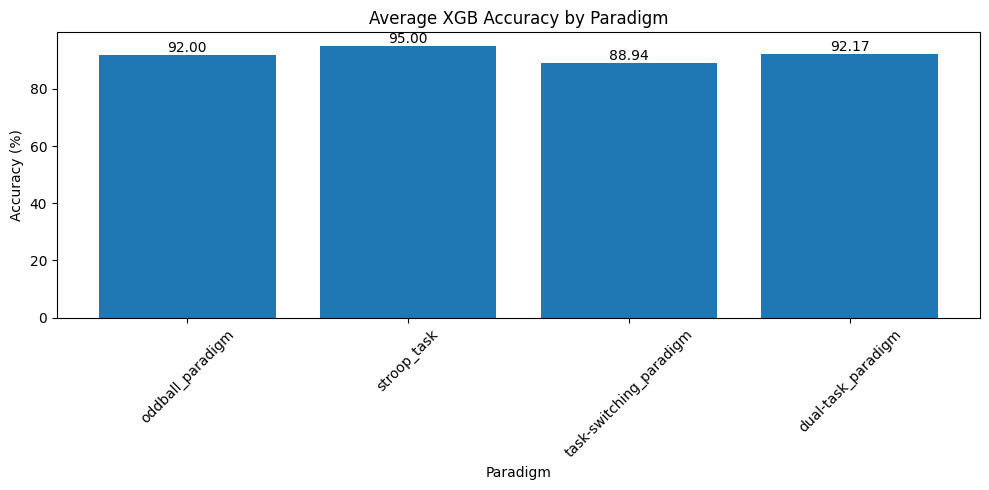 Average XGB Accuracy by Paradigm
92.00
95.00
88.94
92.17
Accuracy (%)
80
60
40
20
0
oddball_paradigm
stroop_task
task-switching_paradigm
dual-task_paradigm
Paradigm